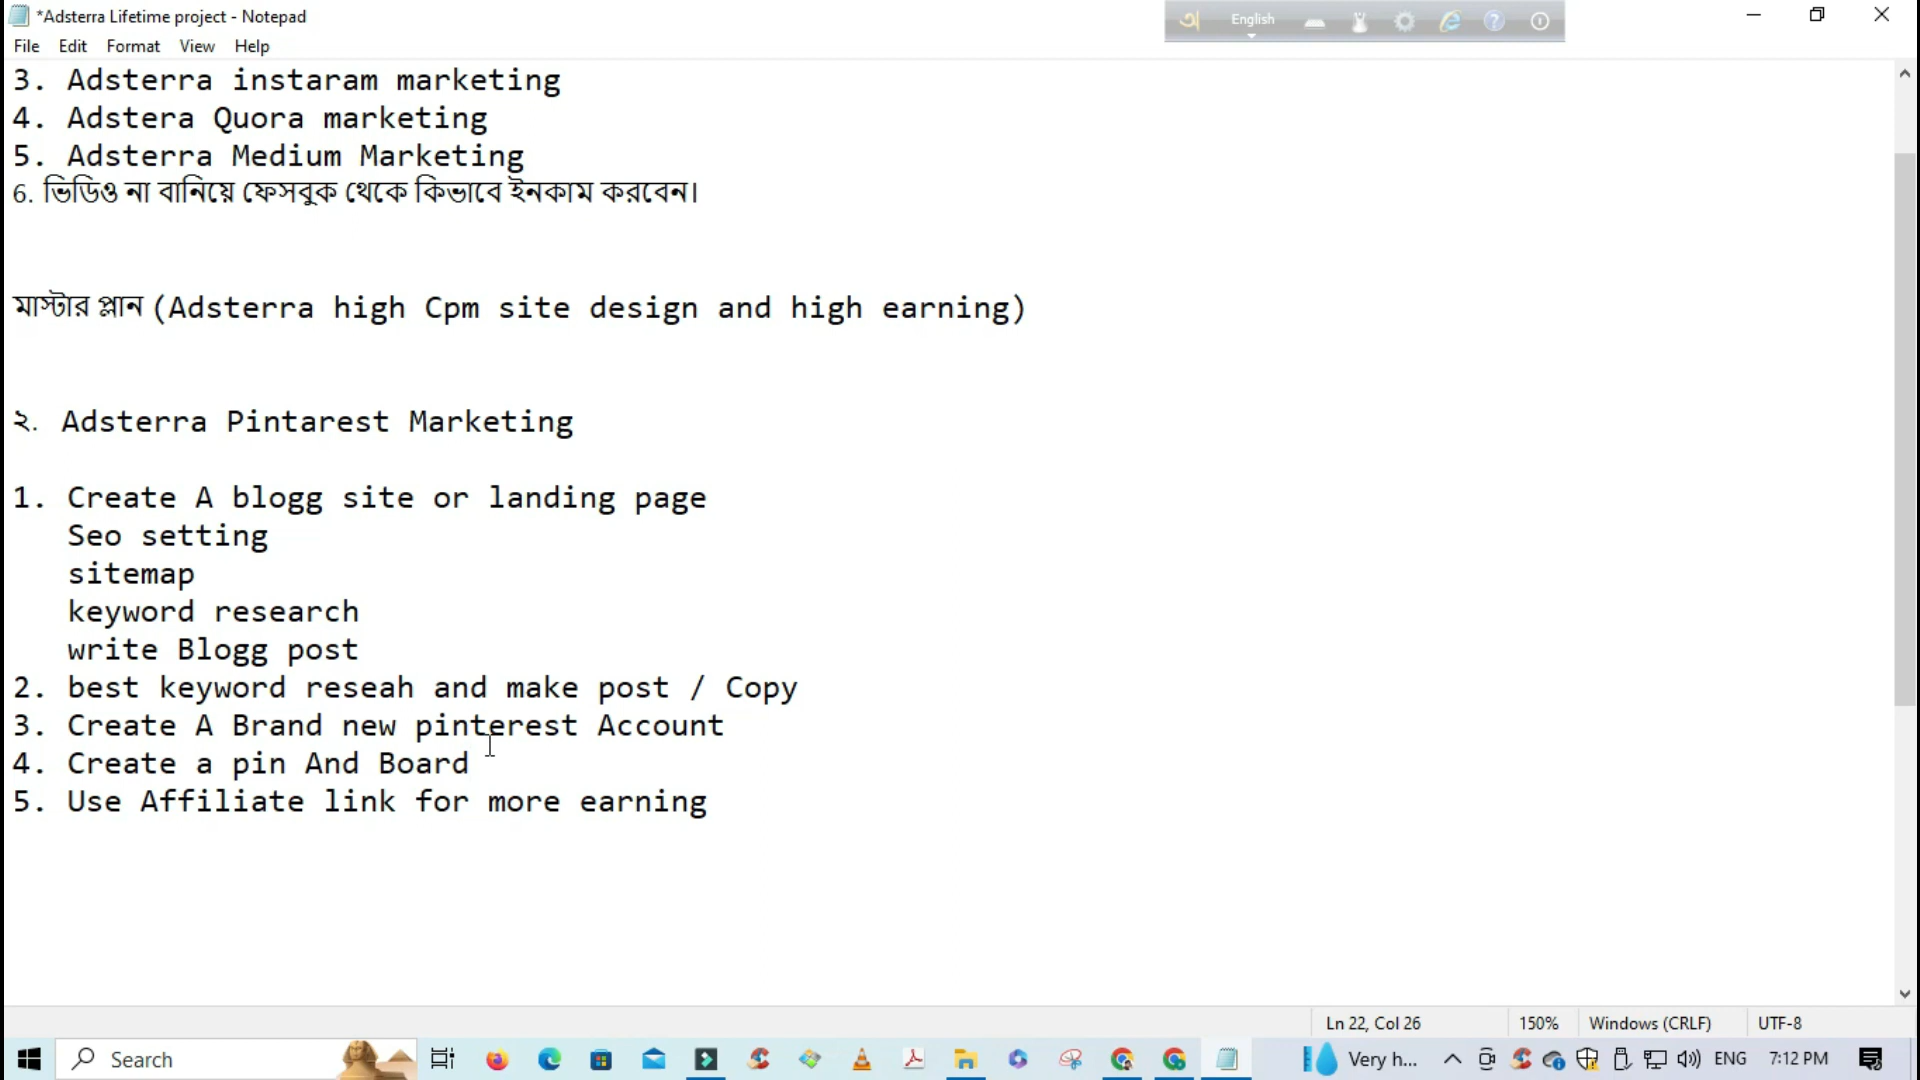 *Adsterra Lifetime project - Notepad
English
File Edit Format View Help
3. Adsterra instaram marketing
4. Adstera Quora marketing
5. Adsterra Medium Marketing
6. ভিডিও না বানিয়ে ফেসবুক থেকে কিভাবে ইনকাম করবেন।
মাস্টার প্লান (Adsterra high Cpm site design and high earning)
২. Adsterra Pintarest Marketing
1. Create A blogg site or landing page
Seo setting
sitemap
keyword research
write Blogg post
2. best keyword reseah and make post / Copy
3. Create A Brand new pinterest Account
4. Create a pin And Board
5. Use Affiliate link for more earning
Ln 22, Col 26 150% Windows (CRLF) UTF-8
Search Very h... ENG 7:12 PM